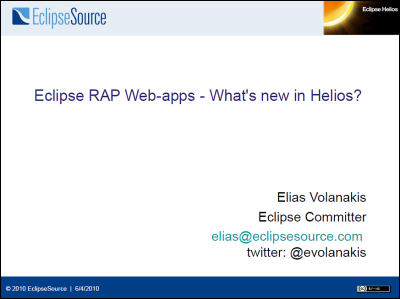 EclipseSource
Eclipse Helios
Eclipse RAP Web-apps - What's new in Helios?
Elias Volanakis
Eclipse Committer
elias@eclipsesource.com
twitter: @evolanakis
© 2010 EclipseSource | 6/4/2010